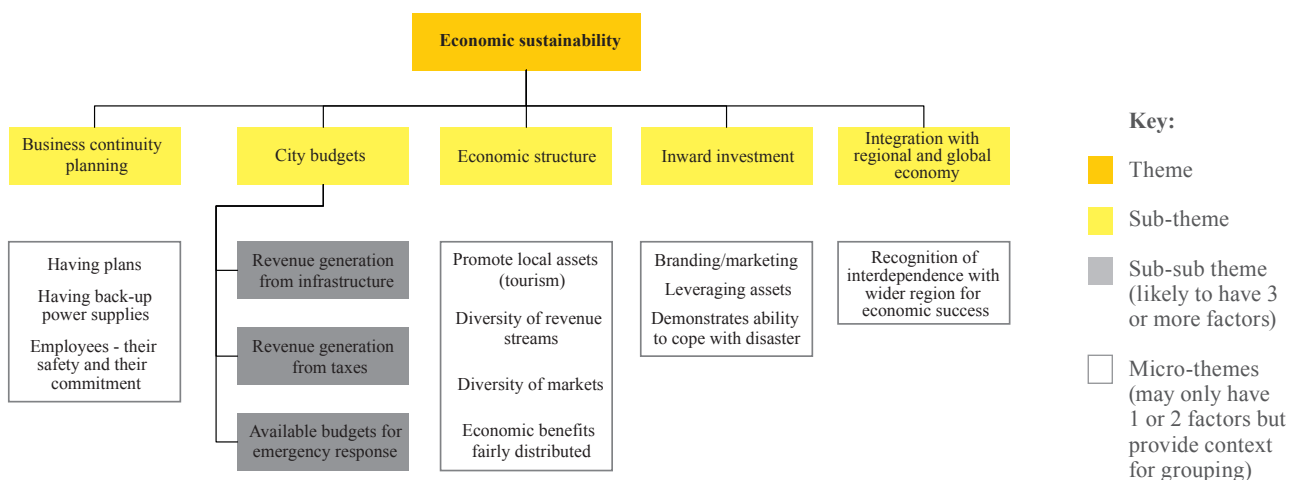 Economic sustainability
Business continuity
planning
City budgets
Economic structure
Inward investment
Integration with
regional and global
economy
Having plans
Having back-up
power supplies
Employees - their
safety and their
commitment
Revenue generation
from infrastructure
Revenue generation
from taxes
Available budgets for
emergency response
Promote local assets
(tourism)
Diversity of revenue
streams
Diversity of markets
Economic benefits
fairly distributed
Branding/marketing
Leveraging assets
Demonstrates ability
to cope with disaster
Recognition of
interdependence with
wider region for
economic success
Key:
Theme
Sub-theme
Sub-sub theme
(likely to have 3
or more factors)
Micro-themes
(may only have
1 or 2 factors but
provide context
for grouping)